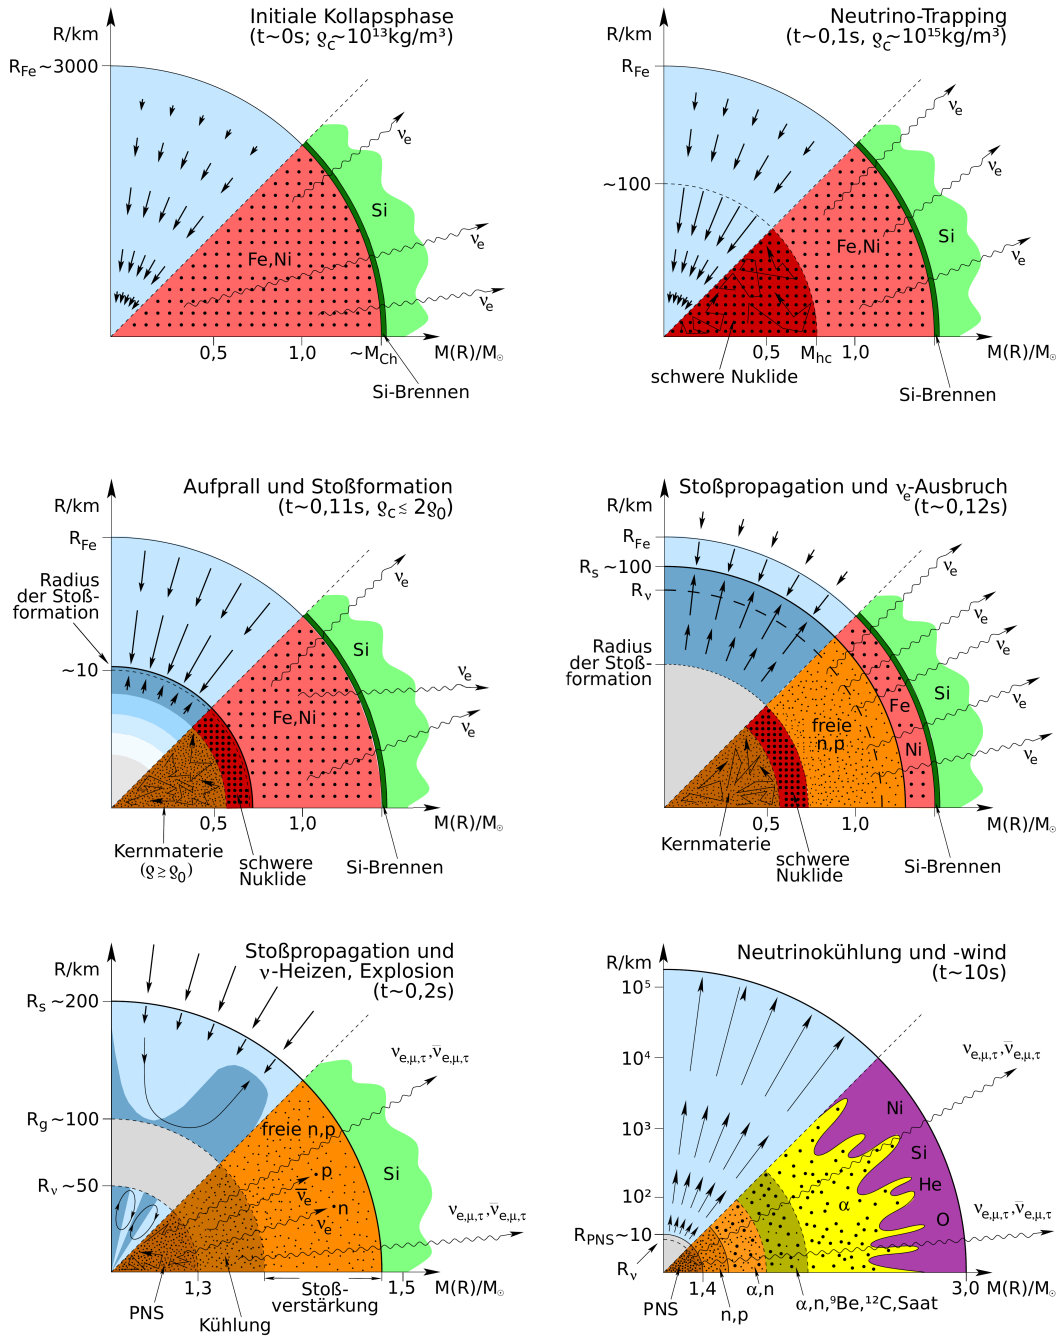 Initiale Kollapsphase
(t~0s; ϱc~10¹³kg/m³)
R/km
RFe~3000
νe
Si
νe
Fe,Ni
νe
0,5
1,0
~MCh
M(R)/M☉
Si-Brennen
Neutrino-Trapping
(t~0,1s, ϱc~10¹⁵kg/m³)
R/km
RFe
νe
~100
νe
Si
Fe,Ni
νe
0,5
Mhc
1,0
M(R)/M☉
schwere Nuklide
Si-Brennen
Aufprall und Stoßformation
(t~0,11s, ϱc≤ 2ϱ0)
R/km
RFe
Radius
der Stoß-
formation
νe
Si
~10
νe
Fe,Ni
νe
0,5
1,0
M(R)/M☉
Kernmaterie
(ϱ≳ϱ0)
schwere
Nuklide
Si-Brennen
Stoßpropagation und νe-Ausbruch
(t~0,12s)
R/km
RFe
Rs ~100
Rν
νe
νe
νe
Radius
der Stoß-
formation
Si
νe
Fe
freie
n,p
Ni
νe
0,5
1,0
M(R)/M☉
Kernmaterie
schwere
Nuklide
Si-Brennen
Stoßpropagation und
ν-Heizen, Explosion
(t~0,2s)
R/km
Rs ~200
νe,μ,τ,ν̅e,μ,τ
Rg~100
freie n,p
p
Si
Rν ~50
ν̅e
n
νe
νe,μ,τ,ν̅e,μ,τ
1,3
1,5
M(R)/M☉
PNS
Kühlung
Stoß-
verstärkung
Neutrinokühlung und -wind
(t~10s)
R/km
10⁵
10⁴
νe,μ,τ,ν̅e,μ,τ
10³
Ni
Si
He
10²
α
O
νe,μ,τ,ν̅e,μ,τ
RPNS~10
Rν
1,4
3,0
M(R)/M☉
PNS
n,p
α,n
α,n,⁹Be,¹²C,Saat